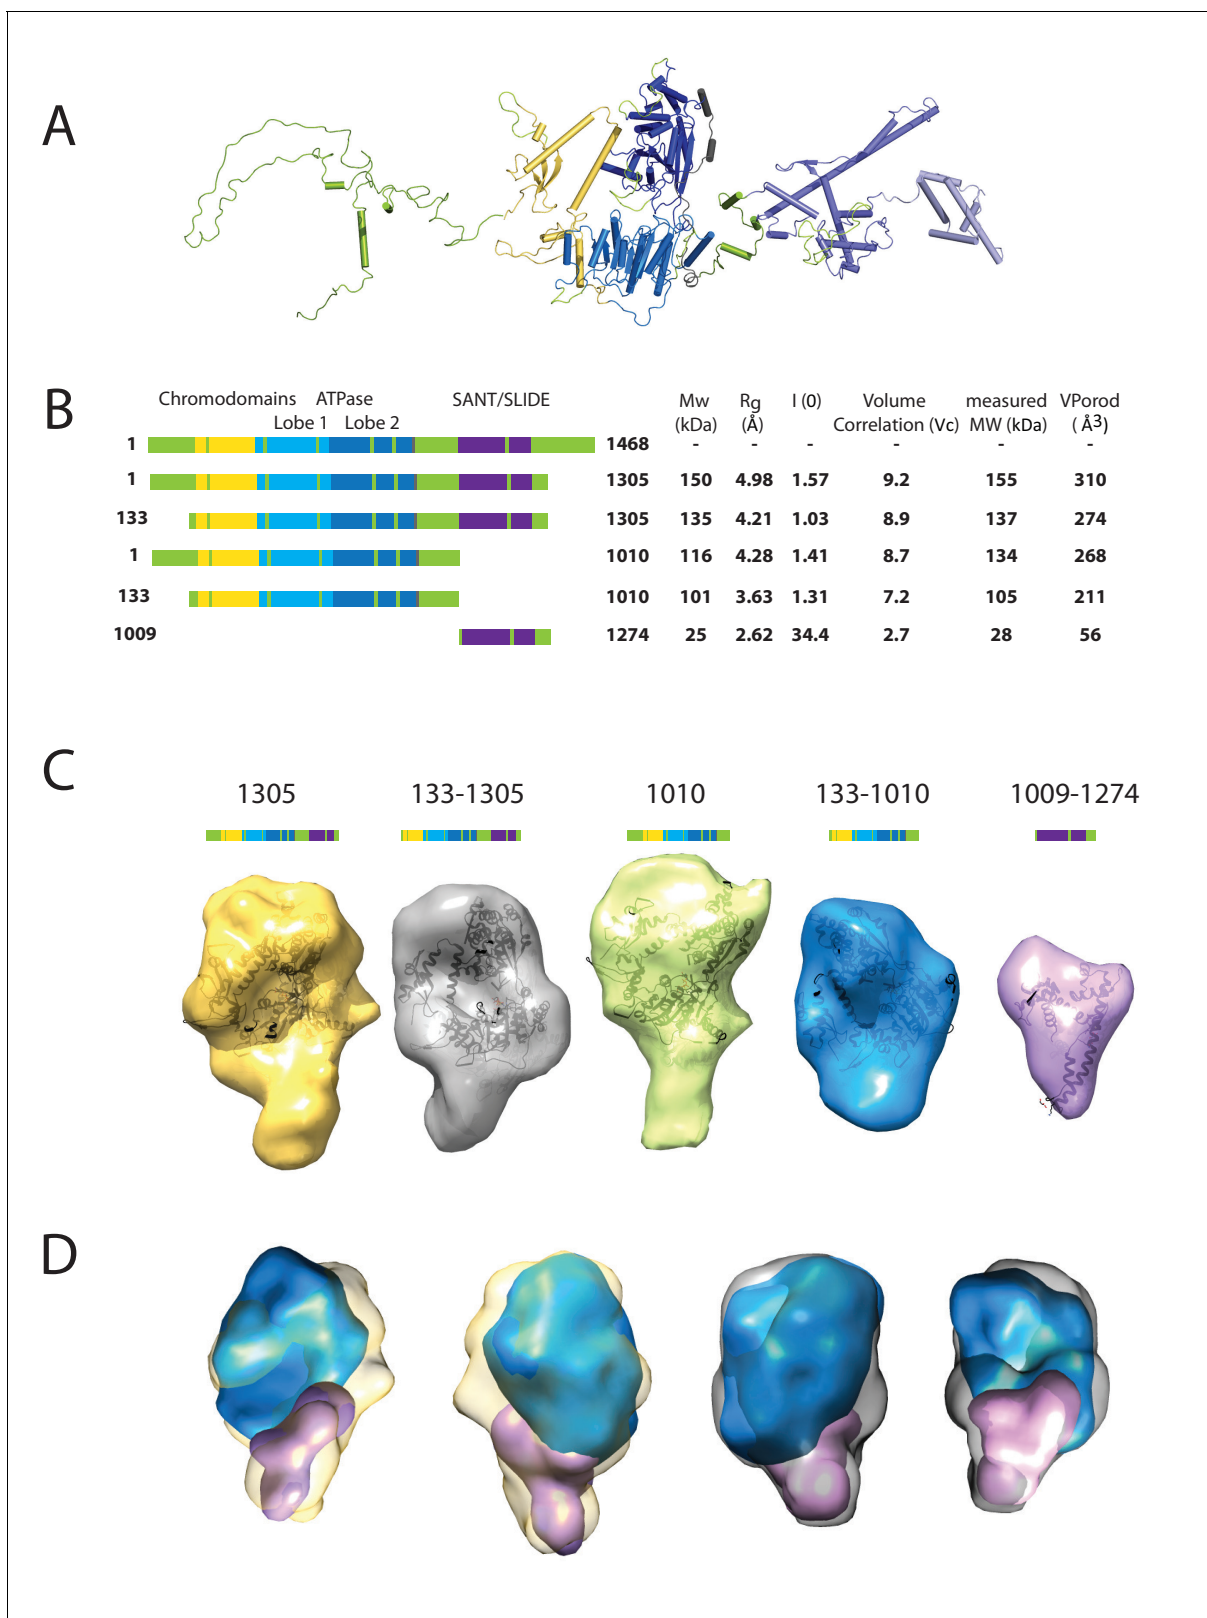 A
B
Chromodomains ATPase SANT/SLIDE Mw Rg I (0) Volume measured VPorod
Lobe 1 Lobe 2 (kDa) (Å) Correlation (Vc) MW (kDa) ( Å3)
1 1468 - - - - - -
1 1305 150 4.98 1.57 9.2 155 310
133 1305 135 4.21 1.03 8.9 137 274
1 1010 116 4.28 1.41 8.7 134 268
133 1010 101 3.63 1.31 7.2 105 211
1009 1274 25 2.62 34.4 2.7 28 56
C
1305 133-1305 1010 133-1010 1009-1274
D